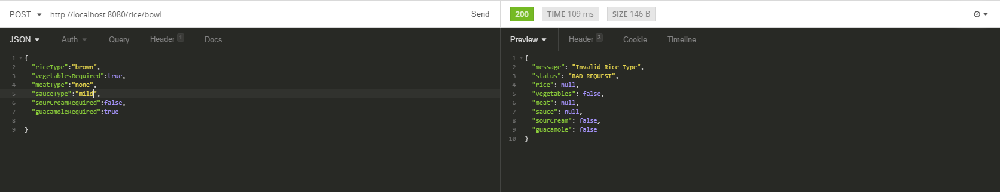 POST http://localhost:8080/rice/bowl Send
200 TIME 109 ms SIZE 146 B
JSON Auth Query Header 1 Docs
1 {
2 "riceType":"brown",
3 "vegetablesRequired":true,
4 "meatType":"none",
5 "sauceType":"mild",
6 "sourCreamRequired":false,
7 "guacamoleRequired":true
8
9 }
Preview Header 3 Cookie Timeline
1 {
2 "message": "Invalid Rice Type",
3 "status": "BAD_REQUEST",
4 "rice": null,
5 "vegetables": false,
6 "meat": null,
7 "sauce": null,
8 "sourCream": false,
9 "guacamole": false
10 }